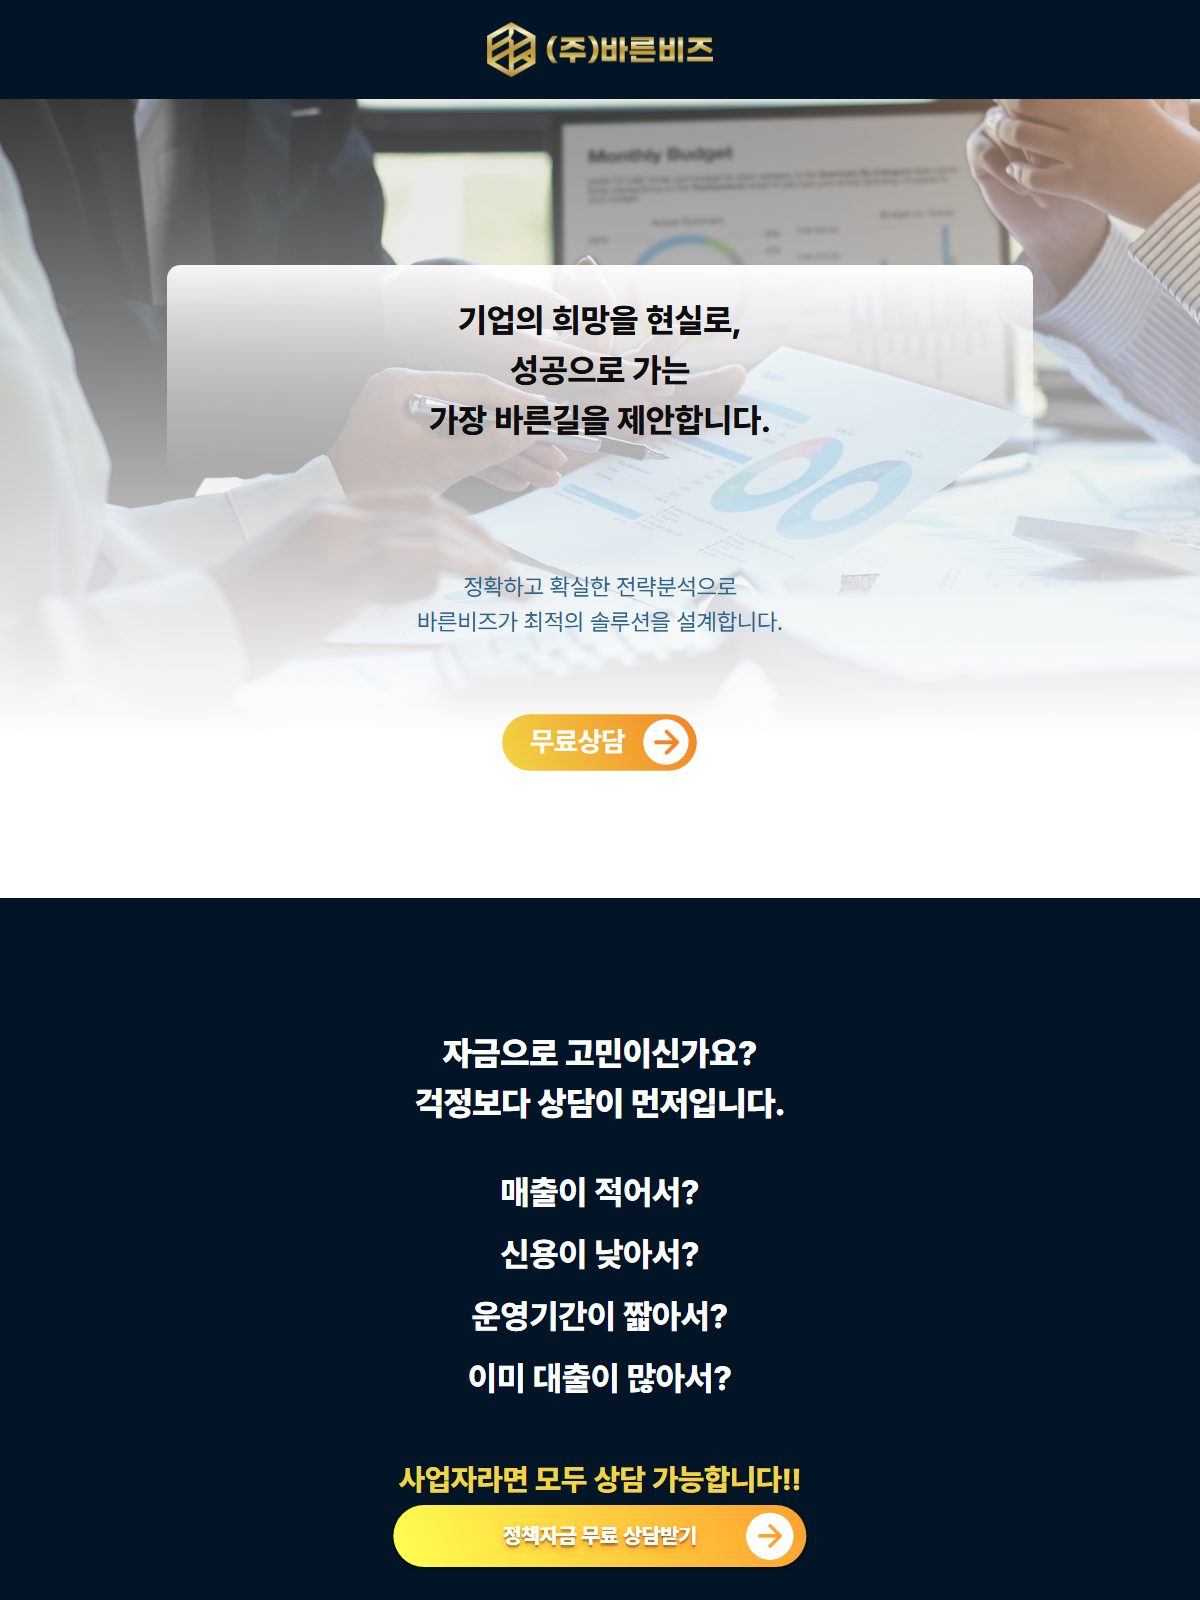 (주)바른비즈
Monthly Budget
기업의 희망을 현실로,
성공으로 가는
가장 바른길을 제안합니다.
정확하고 확실한 전략분석으로
바른비즈가 최적의 솔루션을 설계합니다.
무료상담
자금으로 고민이신가요?
걱정보다 상담이 먼저입니다.
매출이 적어서?
신용이 낮아서?
운영기간이 짧아서?
이미 대출이 많아서?
사업자라면 모두 상담 가능합니다!!
정책자금 무료 상담받기